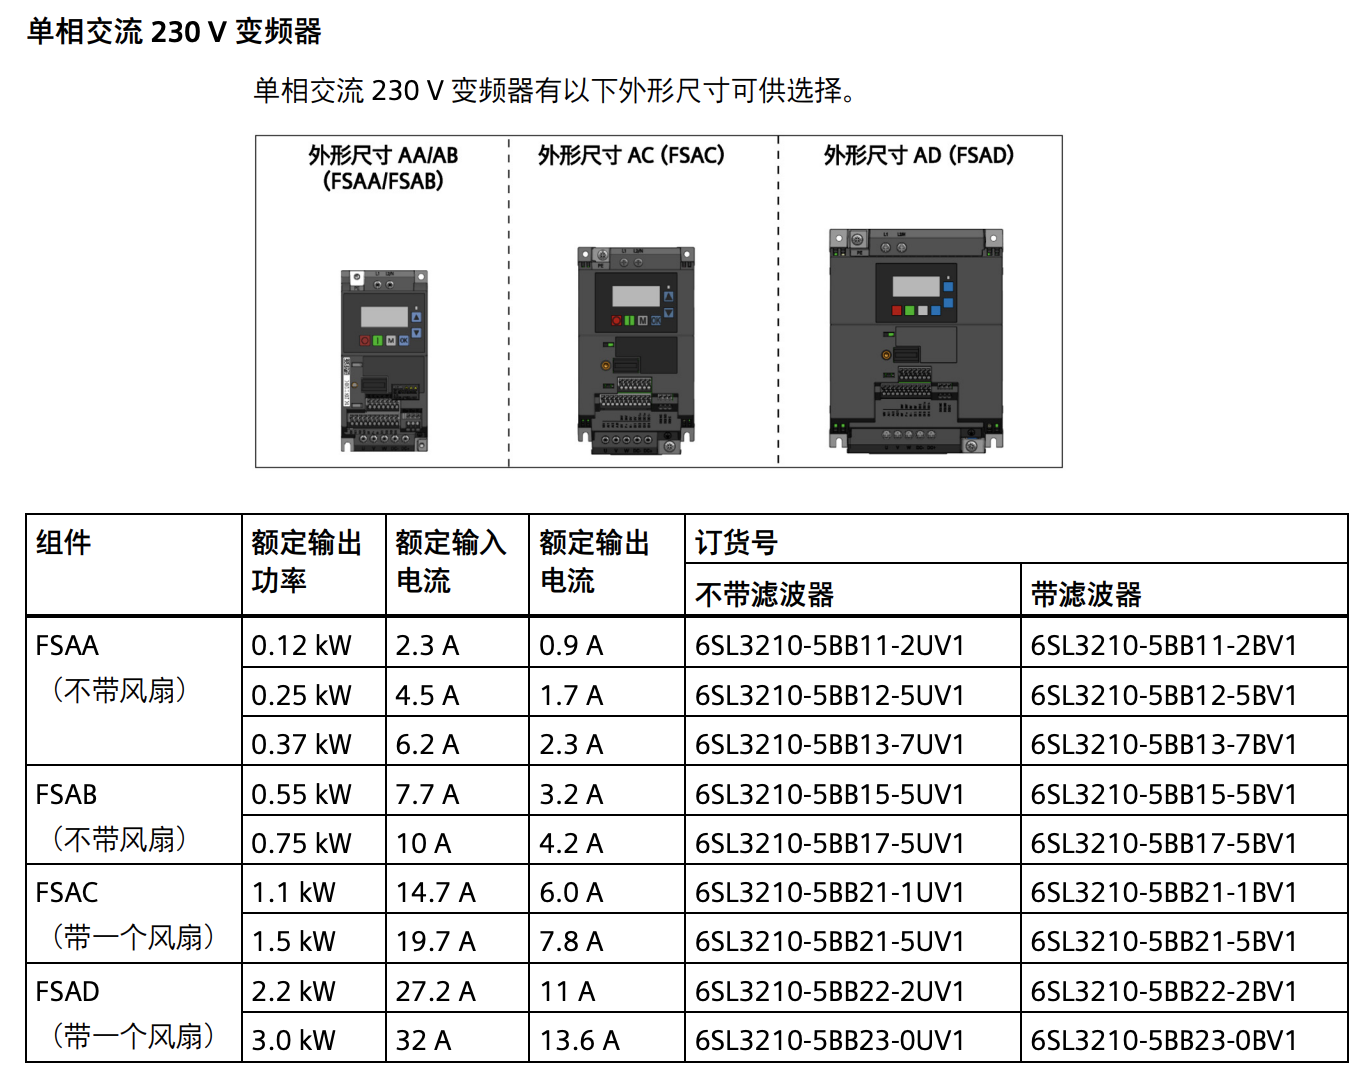 单相交流 230 V 变频器
单相交流 230 V 变频器有以下外形尺寸可供选择。
外形尺寸 AA/AB
(FSAA/FSAB)
外形尺寸 AC (FSAC)
外形尺寸 AD (FSAD)
组件
额定输出
功率
额定输入
电流
额定输出
电流
订货号
不带滤波器
带滤波器
FSAA
（不带风扇）
0.12 kW 2.3 A 0.9 A 6SL3210-5BB11-2UV1 6SL3210-5BB11-2BV1
0.25 kW 4.5 A 1.7 A 6SL3210-5BB12-5UV1 6SL3210-5BB12-5BV1
0.37 kW 6.2 A 2.3 A 6SL3210-5BB13-7UV1 6SL3210-5BB13-7BV1
FSAB
（不带风扇）
0.55 kW 7.7 A 3.2 A 6SL3210-5BB15-5UV1 6SL3210-5BB15-5BV1
0.75 kW 10 A 4.2 A 6SL3210-5BB17-5UV1 6SL3210-5BB17-5BV1
FSAC
（带一个风扇）
1.1 kW 14.7 A 6.0 A 6SL3210-5BB21-1UV1 6SL3210-5BB21-1BV1
1.5 kW 19.7 A 7.8 A 6SL3210-5BB21-5UV1 6SL3210-5BB21-5BV1
FSAD
（带一个风扇）
2.2 kW 27.2 A 11 A 6SL3210-5BB22-2UV1 6SL3210-5BB22-2BV1
3.0 kW 32 A 13.6 A 6SL3210-5BB23-0UV1 6SL3210-5BB23-0BV1